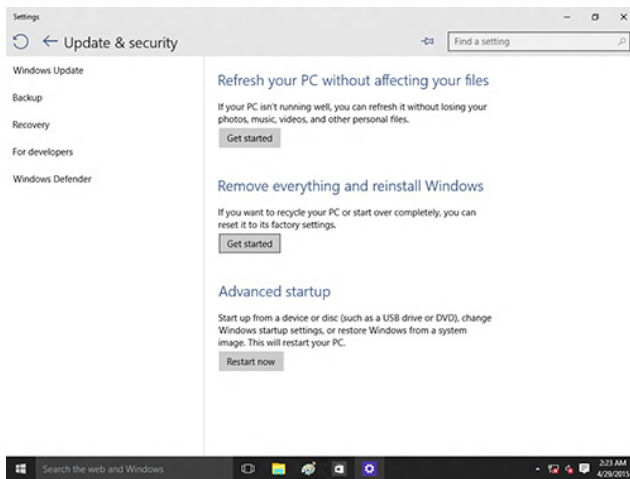 Settings
Update & security
Find a setting
Windows Update
Backup
Recovery
For developers
Windows Defender
Refresh your PC without affecting your files
If your PC isn't running well, you can refresh it without losing your
photos, music, videos, and other personal files.
Get started
Remove everything and reinstall Windows
If you want to recycle your PC or start over completely, you can
reset it to its factory settings.
Get started
Advanced startup
Start up from a device or disc (such as a USB drive or DVD), change
Windows startup settings, or restore Windows from a system
image. This will restart your PC.
Restart now
Search the web and Windows
2:23 AM
4/29/2015